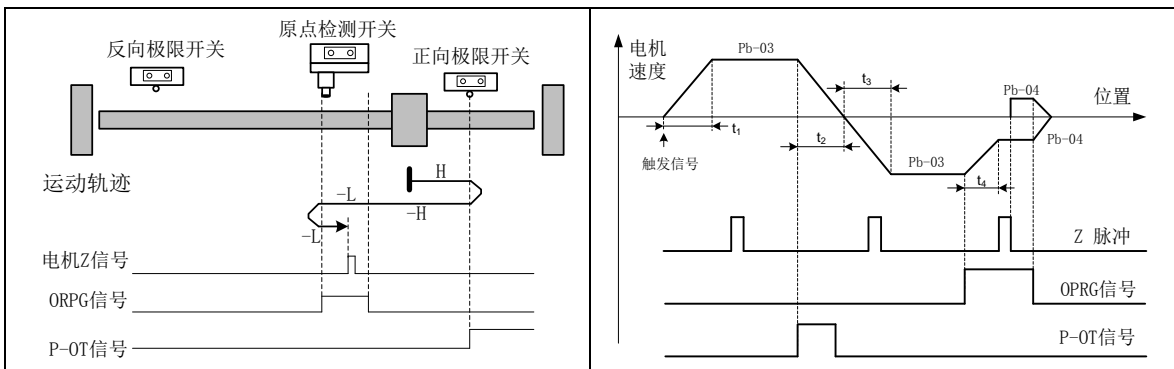 原点检测开关
反向极限开关
正向极限开关
运动轨迹
H
-L
-H
-L
电机Z信号
ORPG信号
P-OT信号
电机
速度
Pb-03
t3
Pb-04
位置
t1
t2
触发信号
Pb-03
Pb-04
t4
Z 脉冲
OPRG信号
P-OT信号